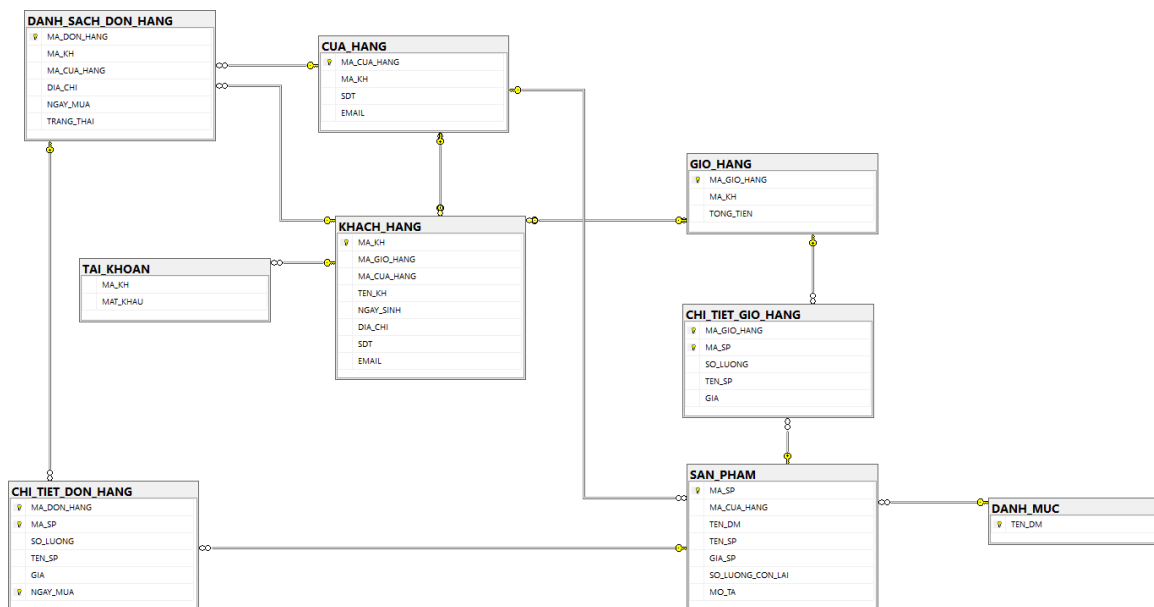 DANH_SACH_DON_HANG
MA_DON_HANG
MA_KH
MA_CUA_HANG
DIA_CHI
NGAY_MUA
TRANG_THAI
CUA_HANG
MA_CUA_HANG
MA_KH
SDT
EMAIL
GIO_HANG
MA_GIO_HANG
MA_KH
TONG_TIEN
KHACH_HANG
MA_KH
MA_GIO_HANG
MA_CUA_HANG
TEN_KH
NGAY_SINH
DIA_CHI
SDT
EMAIL
TAI_KHOAN
MA_KH
MAT_KHAU
CHI_TIET_GIO_HANG
MA_GIO_HANG
MA_SP
SO_LUONG
TEN_SP
GIA
SAN_PHAM
MA_SP
MA_CUA_HANG
TEN_DM
TEN_SP
GIA_SP
SO_LUONG_CON_LAI
MO_TA
DANH_MUC
TEN_DM
CHI_TIET_DON_HANG
MA_DON_HANG
MA_SP
SO_LUONG
TEN_SP
GIA
NGAY_MUA